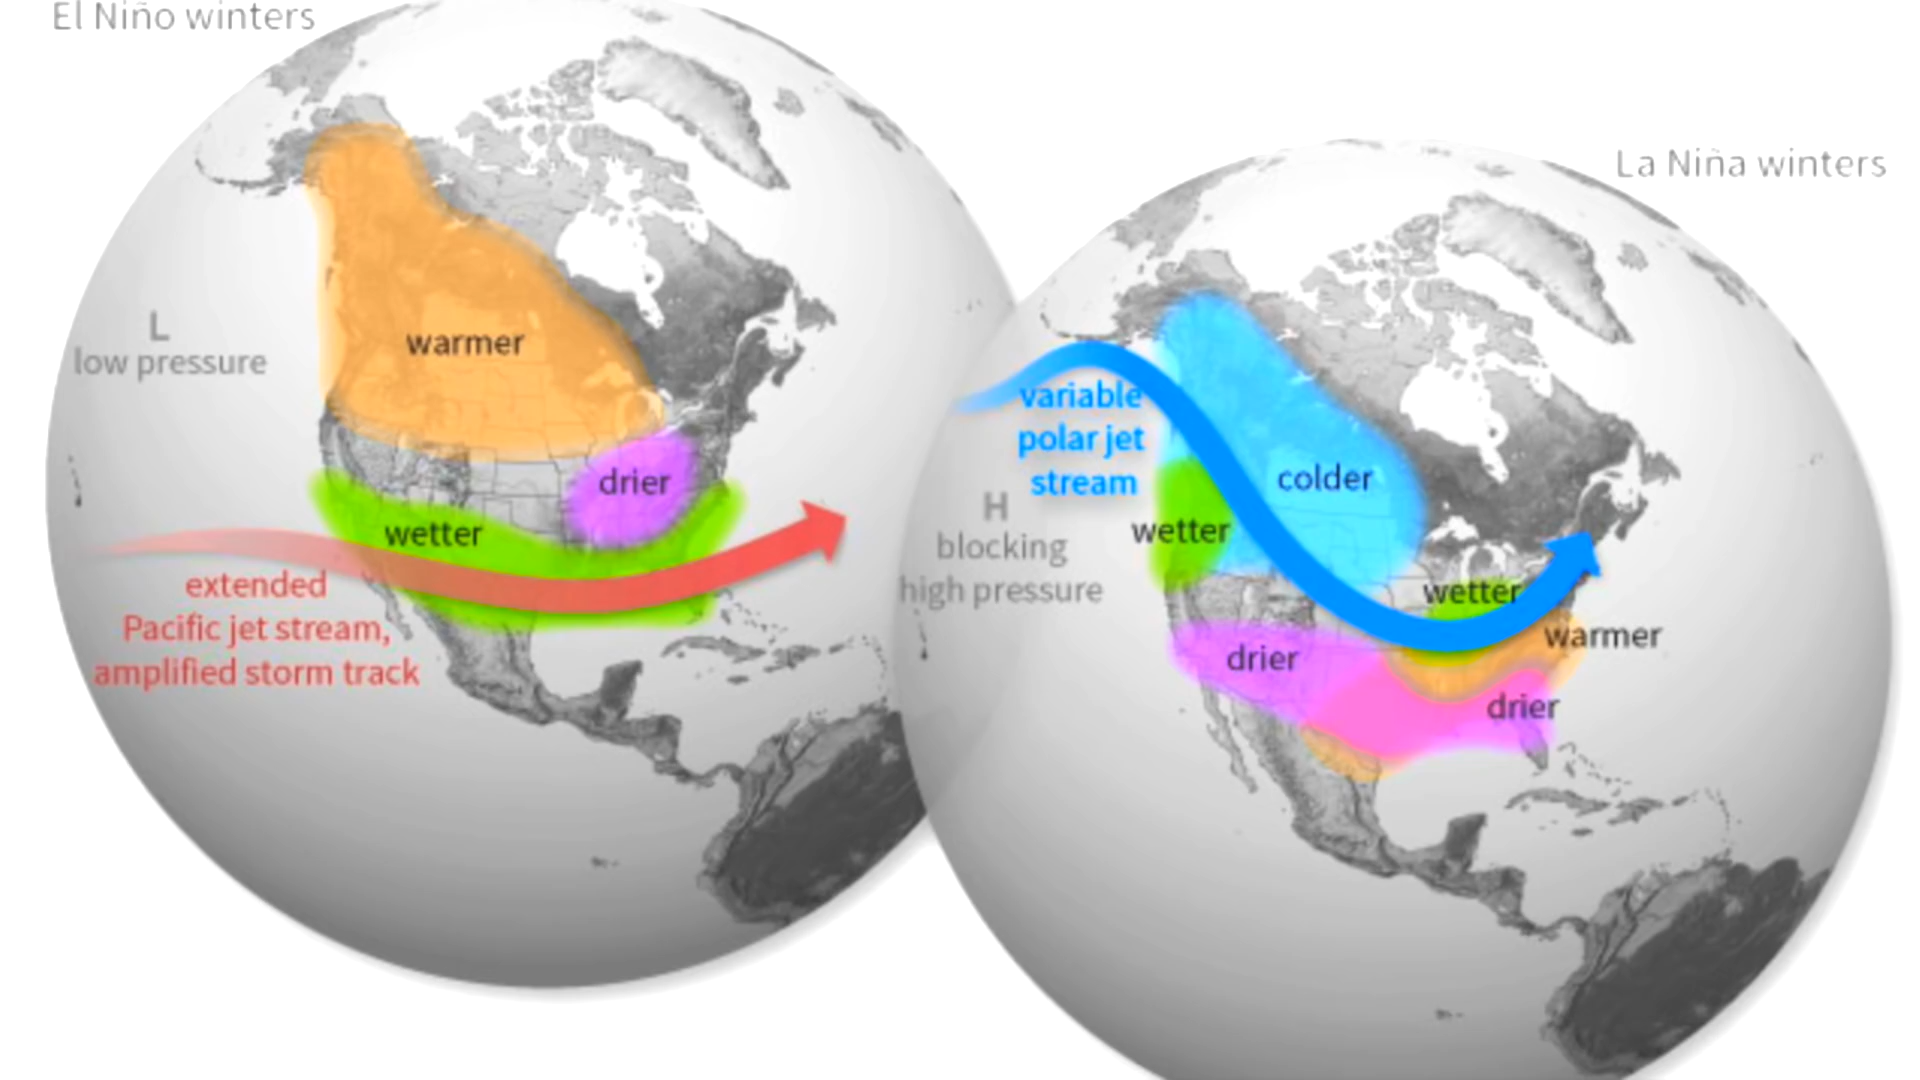 El Niño winters
L
low pressure
warmer
drier
wetter
extended
Pacific jet stream,
amplified storm track
La Niña winters
variable
polar jet
stream
H
blocking
high pressure
colder
wetter
wetter
warmer
drier
drier